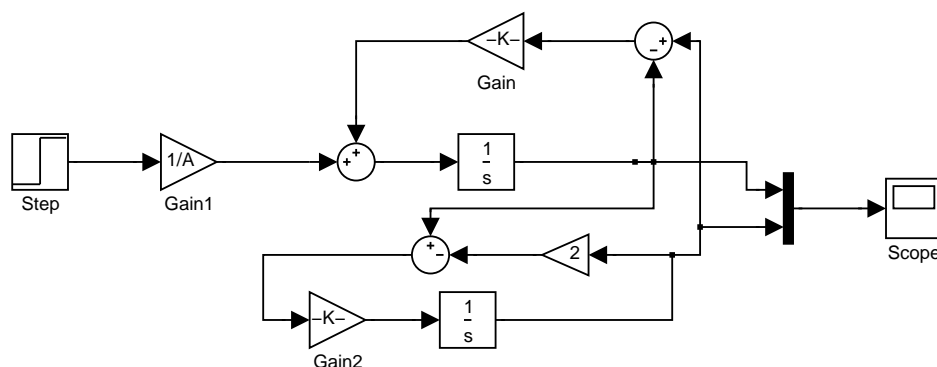 –K–
+
–
Gain
Step
1/A
Gain1
+
+
1
s
+
–
2
–K–
Gain2
1
s
Scope